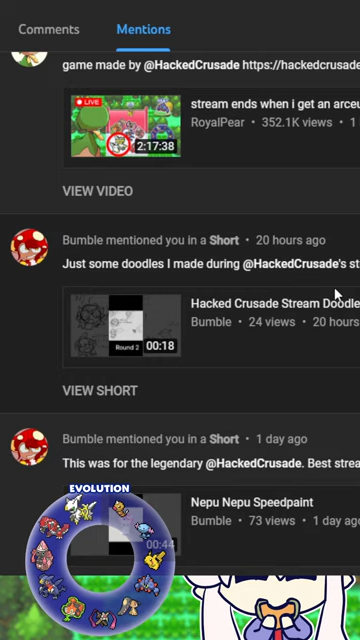 Comments Mentions
game made by @HackedCrusade https://hackedcrusade
LIVE
2:17:38
stream ends when i get an arceu
RoyalPear • 352.1K views • 1
VIEW VIDEO
Bumble mentioned you in a Short • 20 hours ago
Just some doodles I made during @HackedCrusade's st
Round 2
00:18
Hacked Crusade Stream Doodle
Bumble • 24 views • 20 hours
VIEW SHORT
Bumble mentioned you in a Short • 1 day ago
This was for the legendary @HackedCrusade. Best strea
EVOLUTION
00:44
Nepu Nepu Speedpaint
Bumble • 73 views • 1 day ago